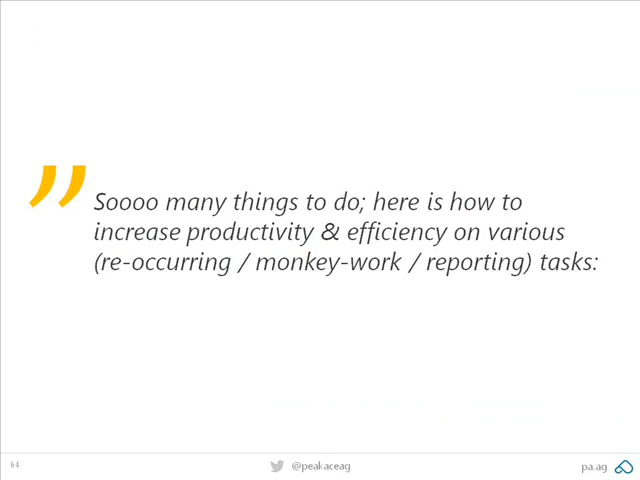 ”
Soooo many things to do; here is how to
increase productivity & efficiency on various
(re-occurring / monkey-work / reporting) tasks:
64
@peakaceag
pa.ag